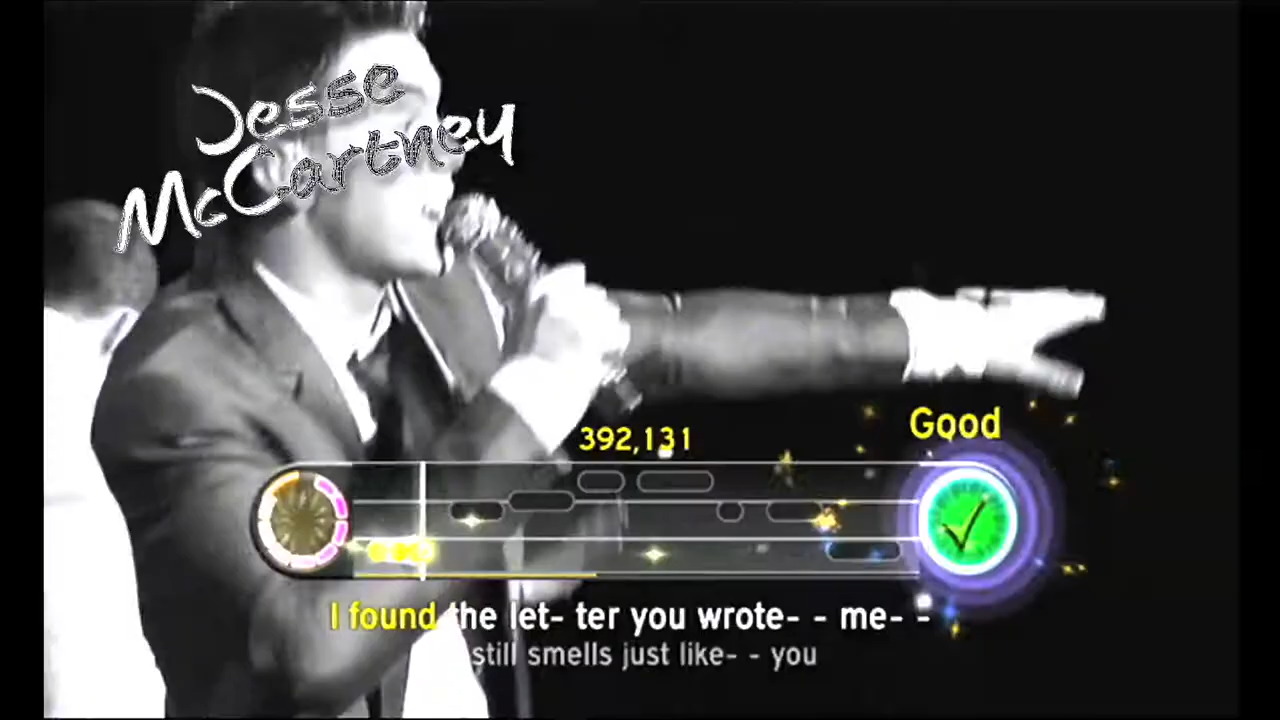 Jesse
McCartney
Good
392,131
I found the let- ter you wrote- - me- -
still smells just like- - you